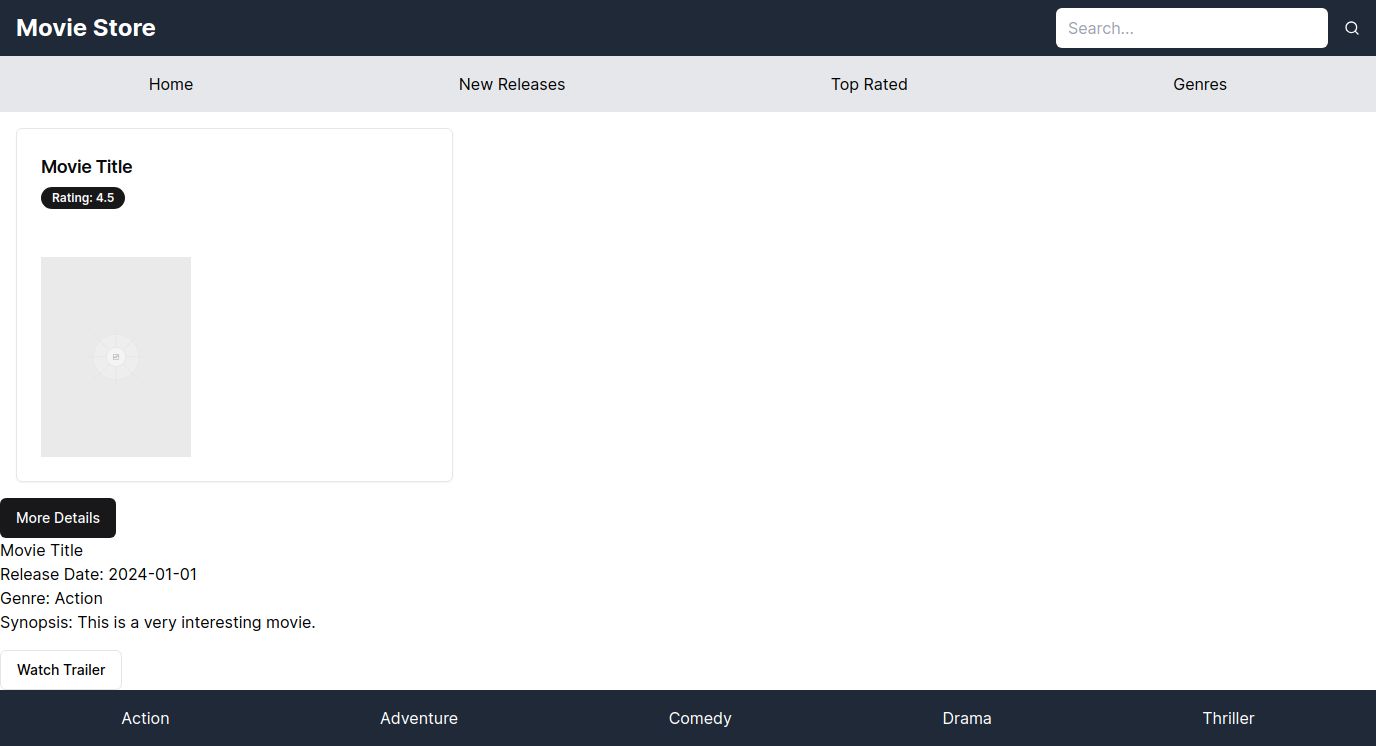 Movie Store
Search...
Home New Releases Top Rated Genres
Movie Title
Rating: 4.5
More Details
Movie Title
Release Date: 2024-01-01
Genre: Action
Synopsis: This is a very interesting movie.
Watch Trailer
Action Adventure Comedy Drama Thriller